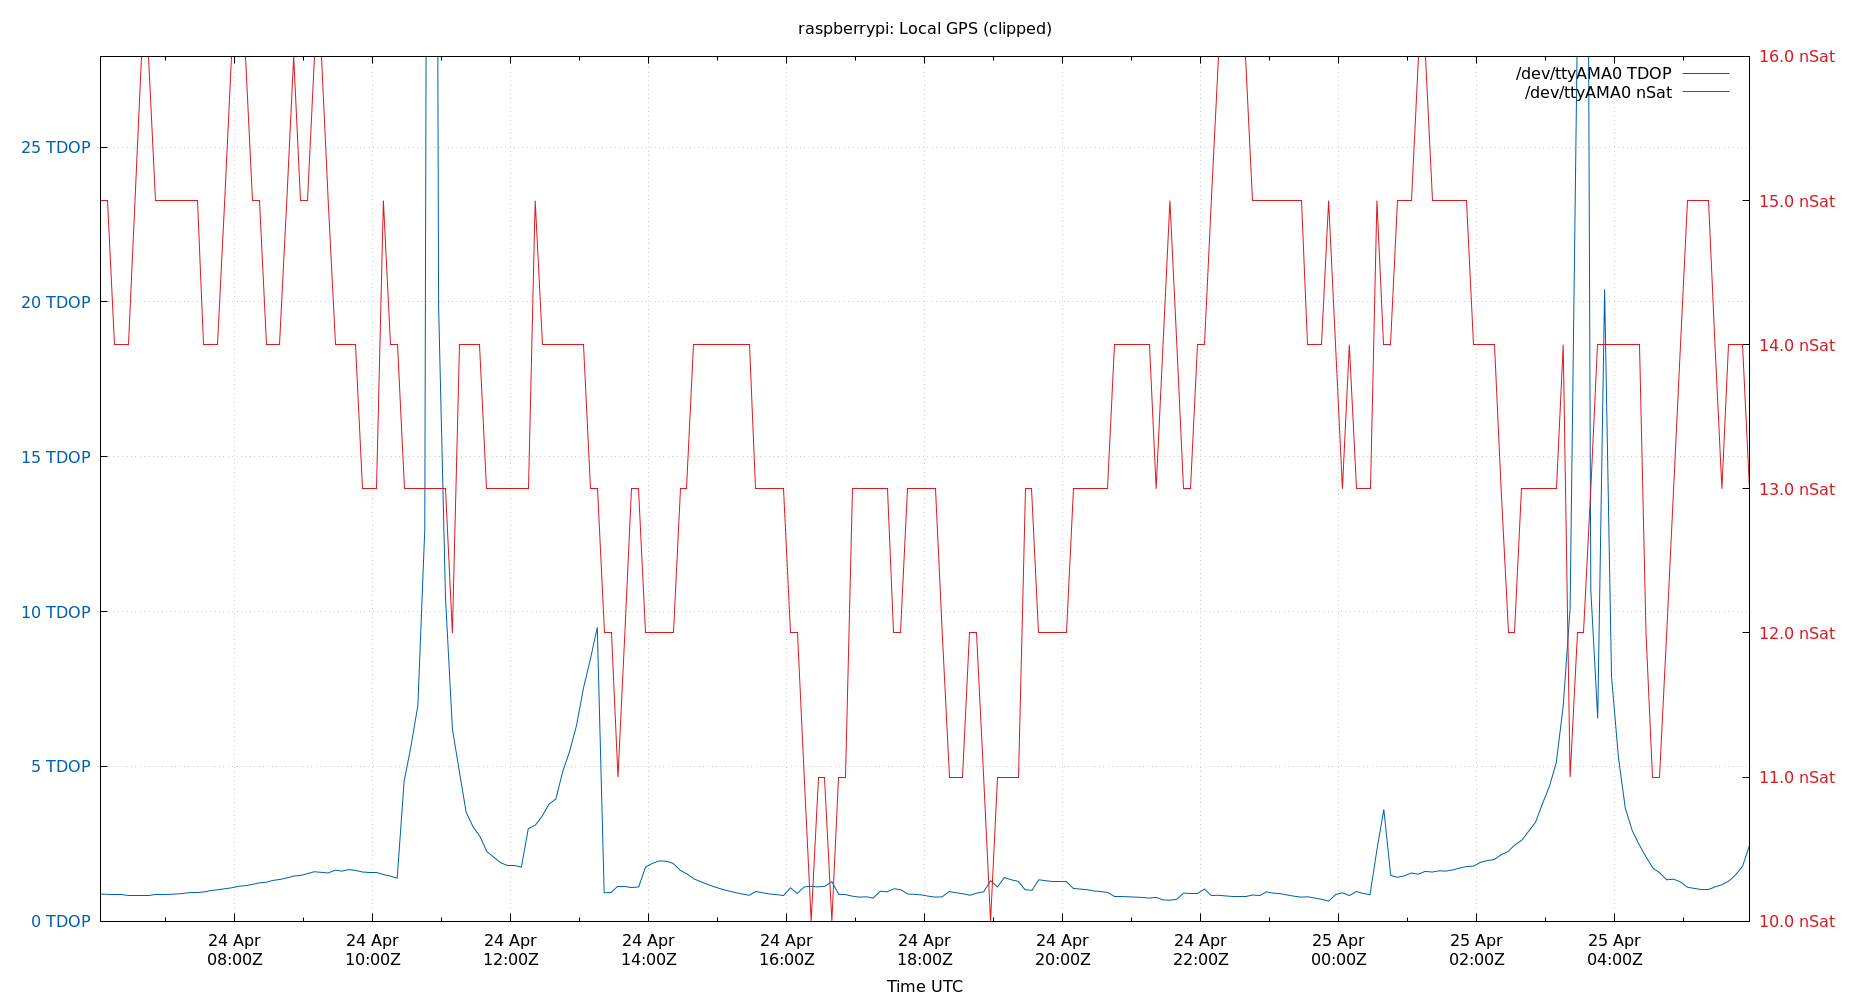 raspberrypi: Local GPS (clipped)
/dev/ttyAMA0 TDOP
/dev/ttyAMA0 nSat
25 TDOP
20 TDOP
15 TDOP
10 TDOP
5 TDOP
0 TDOP
16.0 nSat
15.0 nSat
14.0 nSat
13.0 nSat
12.0 nSat
11.0 nSat
10.0 nSat
24 Apr
08:00Z
24 Apr
10:00Z
24 Apr
12:00Z
24 Apr
14:00Z
24 Apr
16:00Z
24 Apr
18:00Z
24 Apr
20:00Z
24 Apr
22:00Z
25 Apr
00:00Z
25 Apr
02:00Z
25 Apr
04:00Z
Time UTC